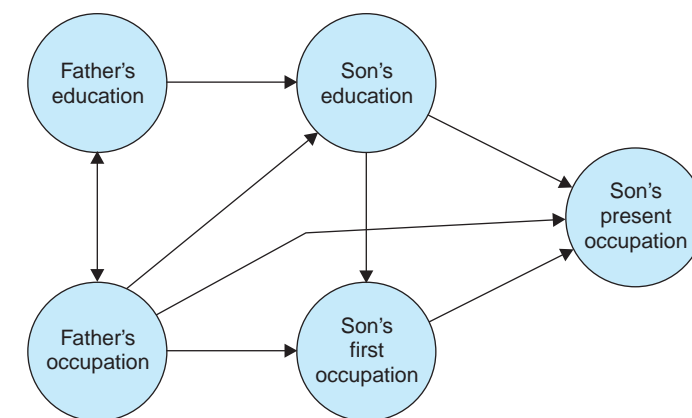 Father’s
education
Son’s
education
Son’s
present
occupation
Father’s
occupation
Son’s
first
occupation